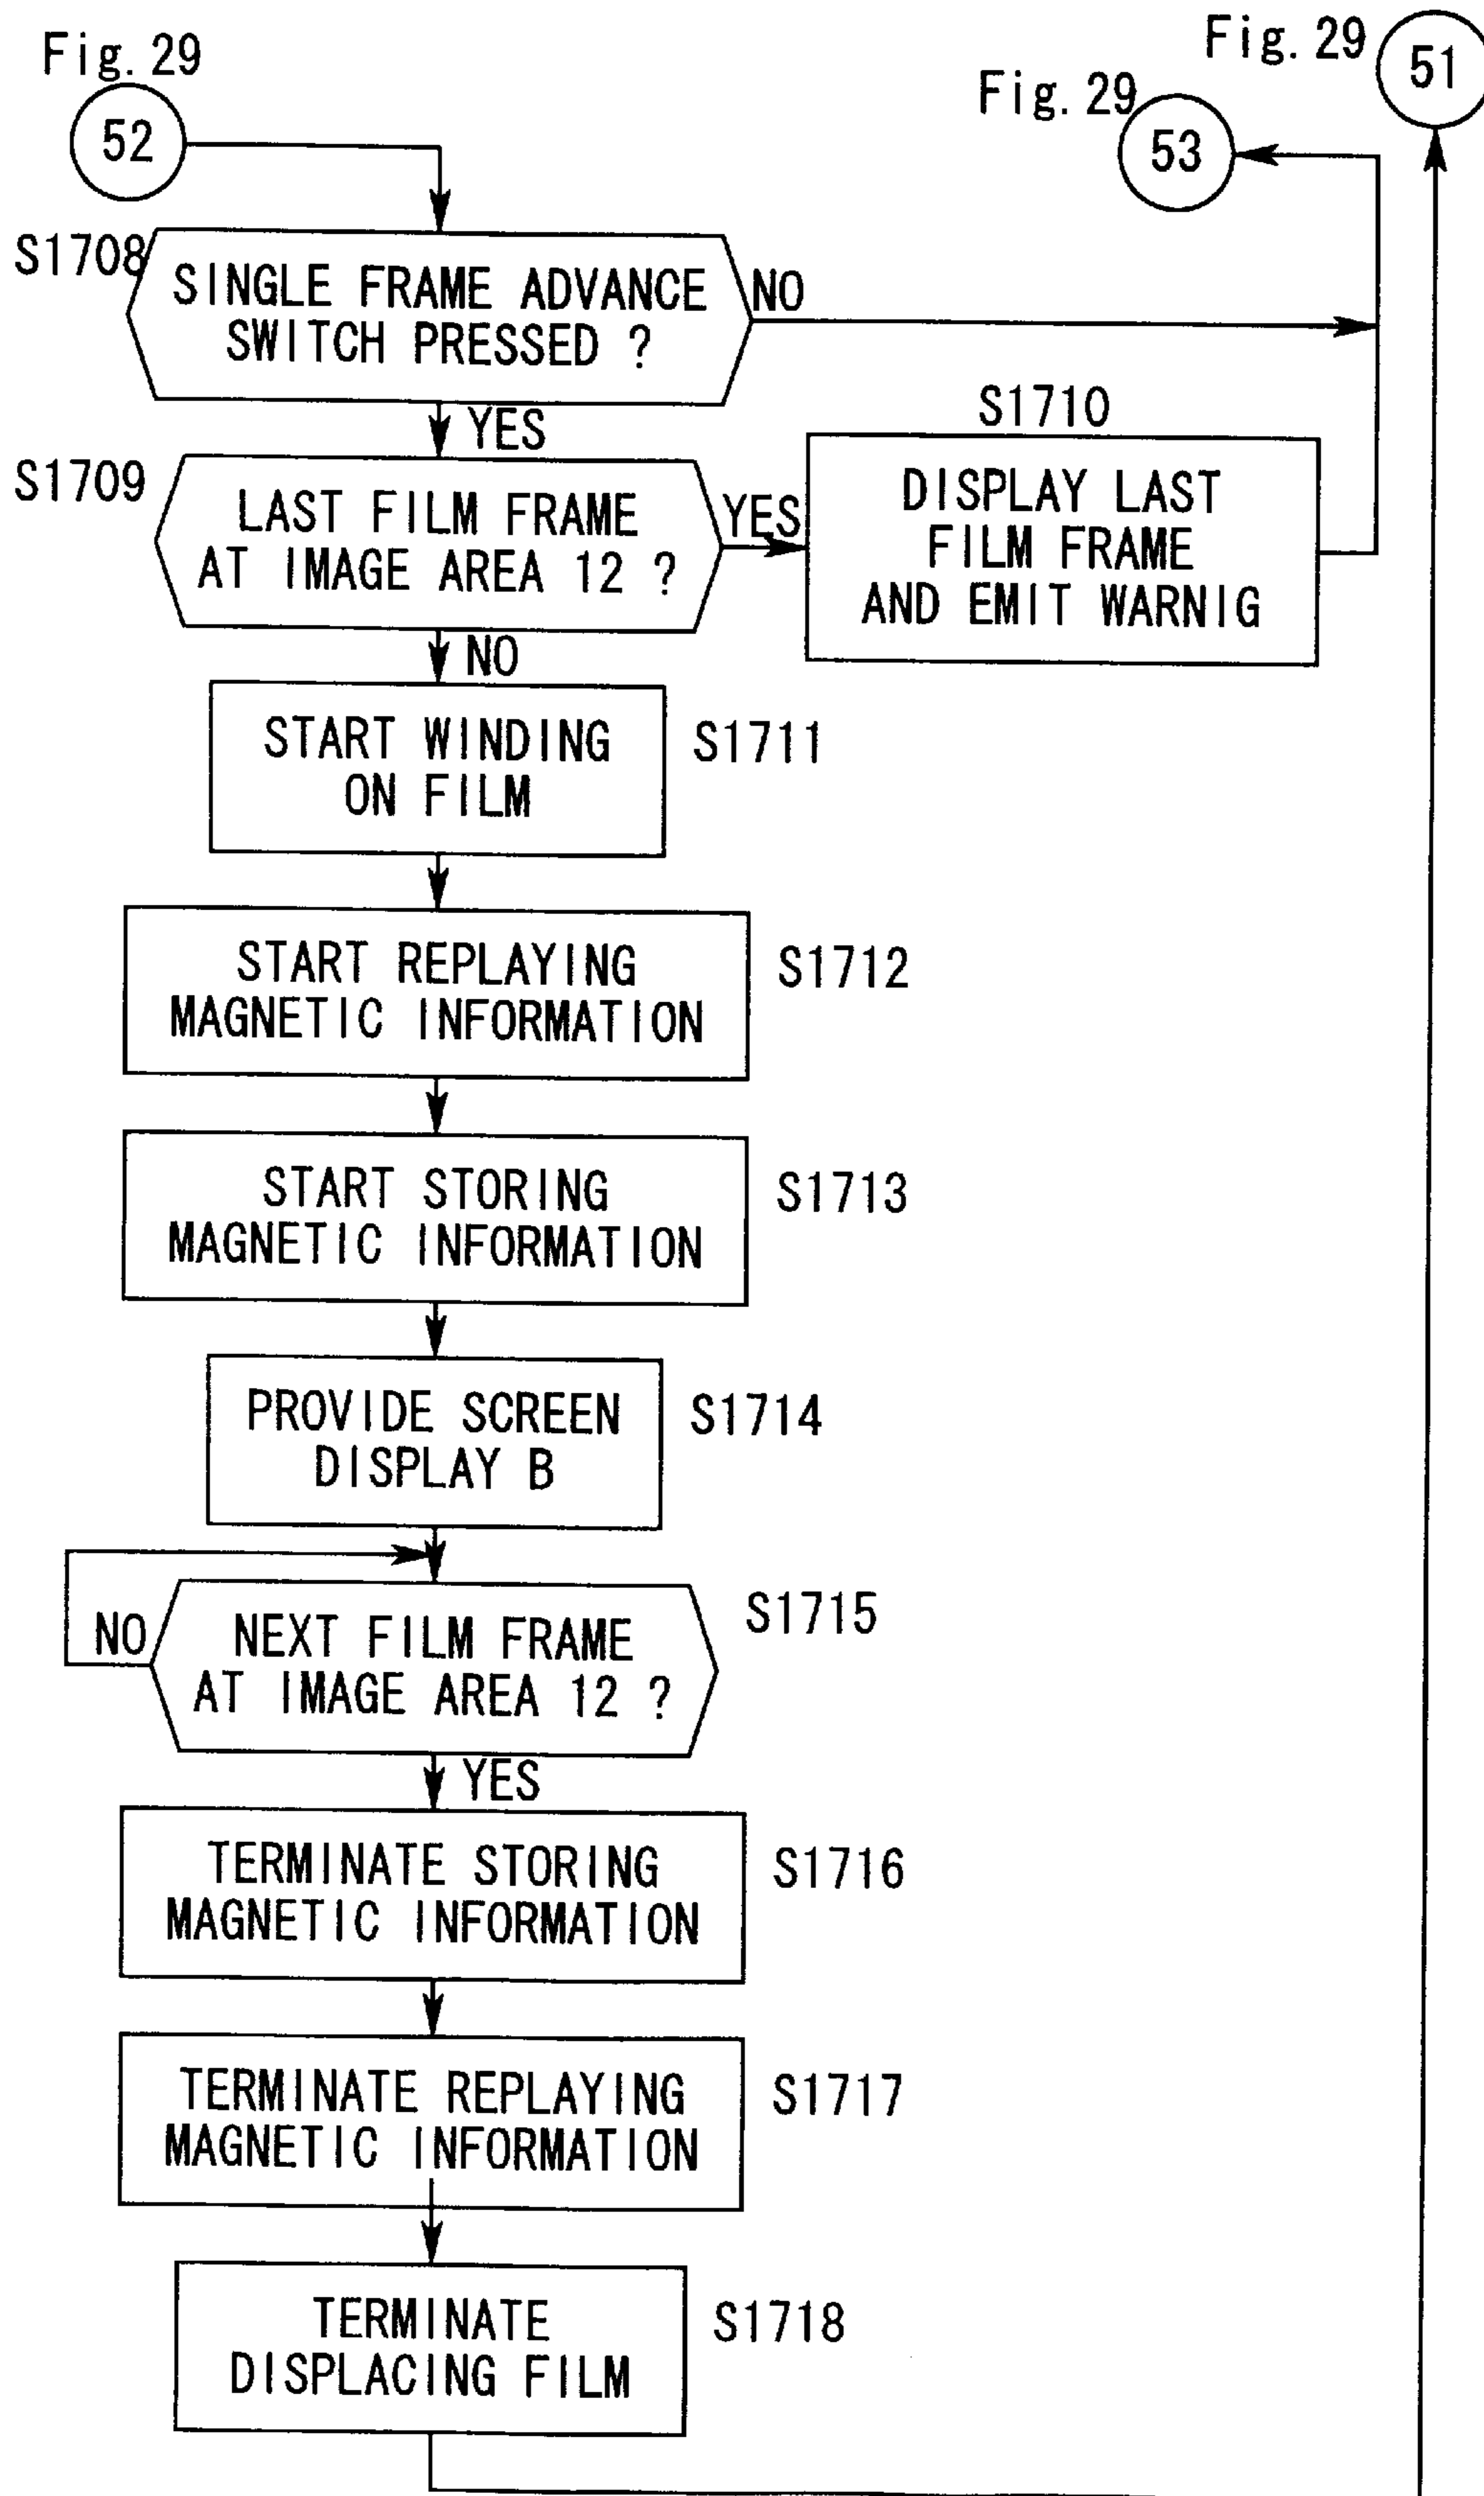 Fig. 29
52
Fig. 29
53
Fig. 29
51
S1708
SINGLE FRAME ADVANCE
SWITCH PRESSED ?
NO
YES
S1709
LAST FILM FRAME
AT IMAGE AREA 12 ?
YES
S1710
DISPLAY LAST
FILM FRAME
AND EMIT WARNIG
NO
START WINDING
ON FILM
S1711
START REPLAYING
MAGNETIC INFORMATION
S1712
START STORING
MAGNETIC INFORMATION
S1713
PROVIDE SCREEN
DISPLAY B
S1714
NO
NEXT FILM FRAME
AT IMAGE AREA 12 ?
S1715
YES
TERMINATE STORING
MAGNETIC INFORMATION
S1716
TERMINATE REPLAYING
MAGNETIC INFORMATION
S1717
TERMINATE
DISPLACING FILM
S1718